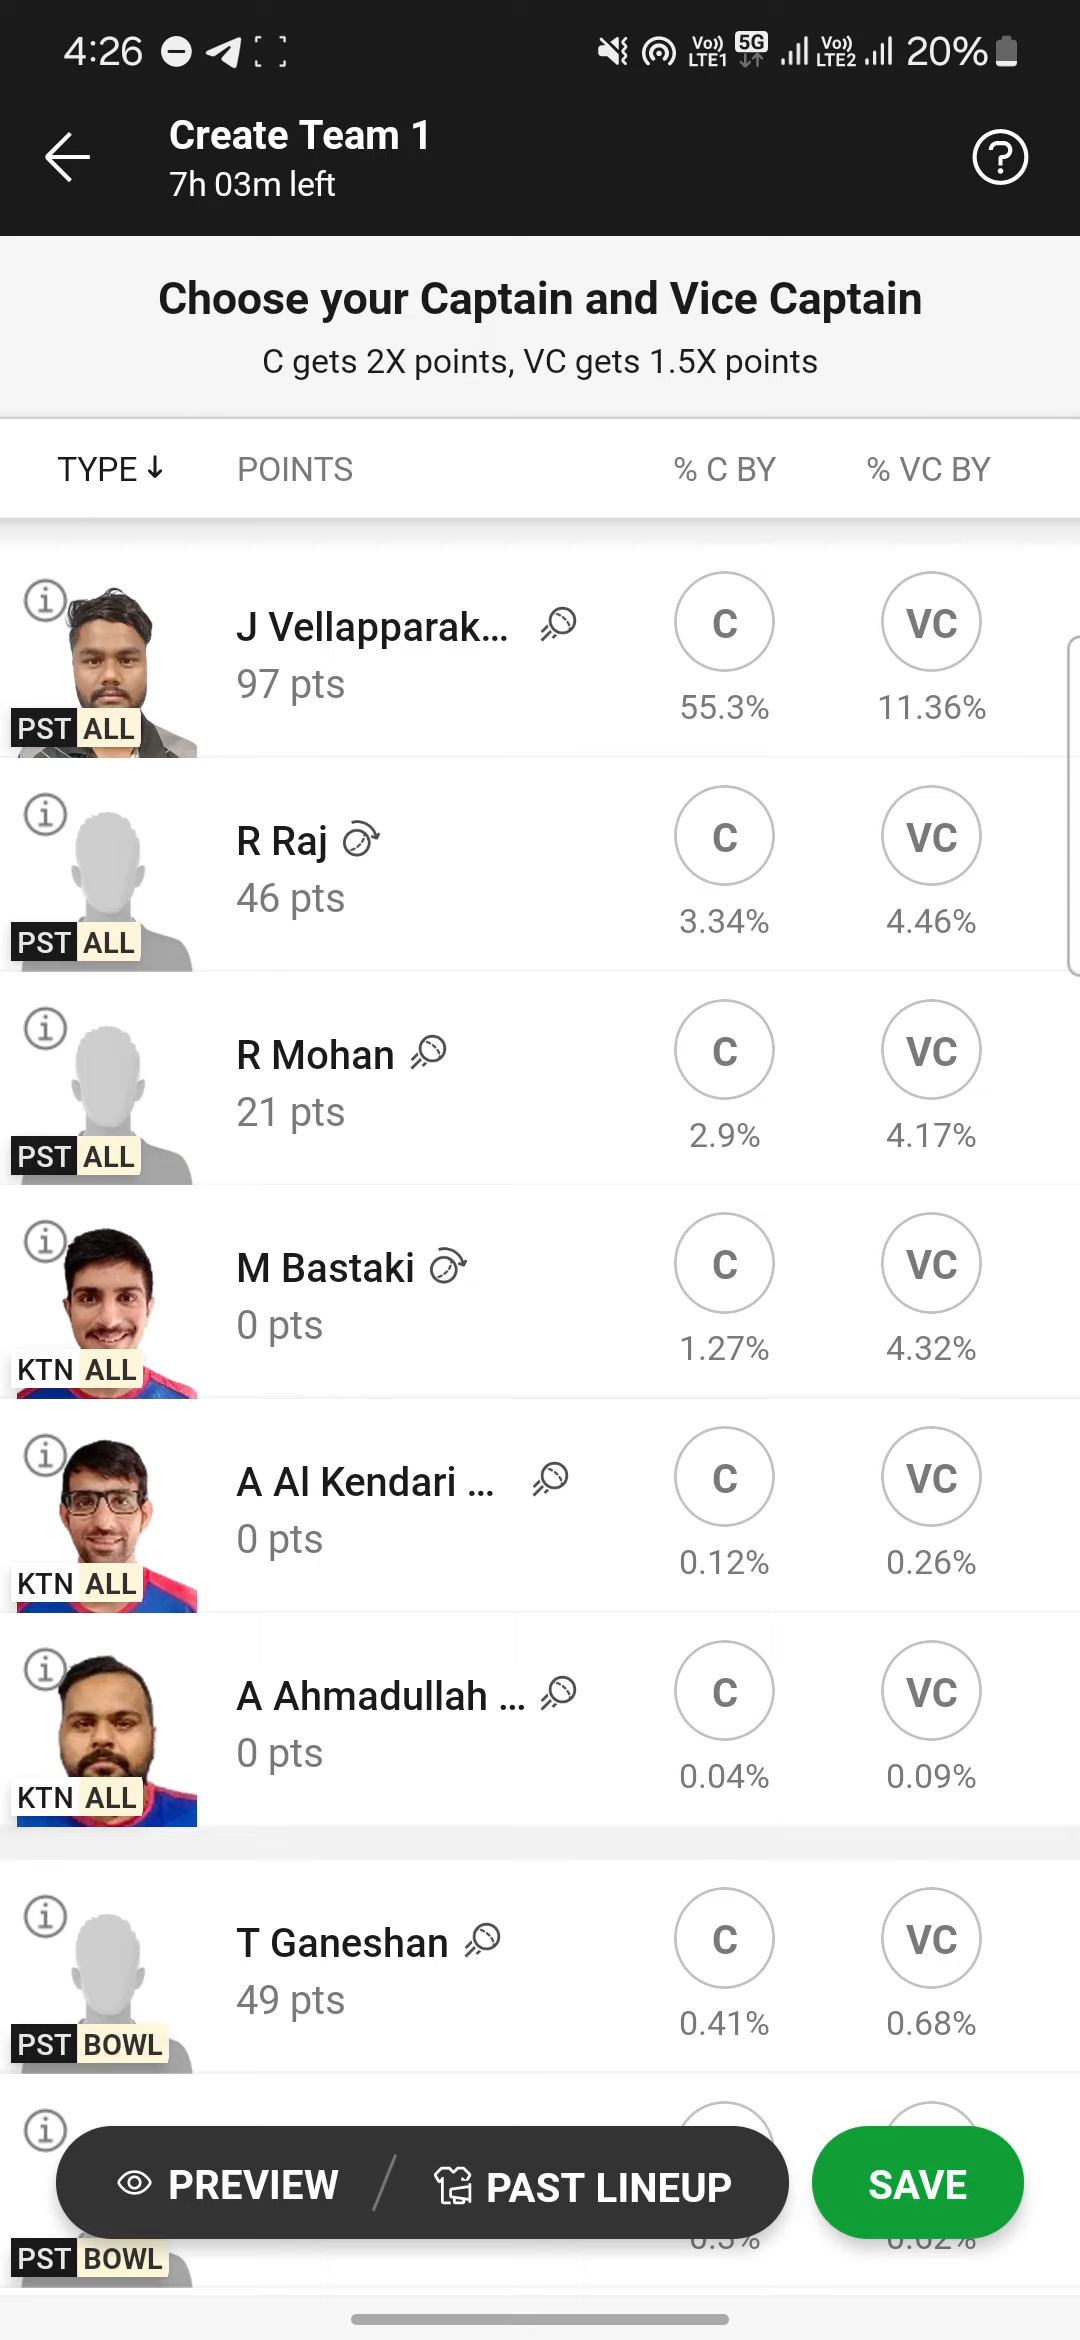 4:26 Vo)) LTE1 5G Vo)) LTE2 20%
Create Team 1
7h 03m left
Choose your Captain and Vice Captain
C gets 2X points, VC gets 1.5X points
TYPE ↓ POINTS % C BY % VC BY
J Vellapparak...
97 pts
C VC
55.3% 11.36%
PST ALL
R Raj
46 pts
C VC
3.34% 4.46%
PST ALL
R Mohan
21 pts
C VC
2.9% 4.17%
PST ALL
M Bastaki
0 pts
C VC
1.27% 4.32%
KTN ALL
A Al Kendari ...
0 pts
C VC
0.12% 0.26%
KTN ALL
A Ahmadullah ...
0 pts
C VC
0.04% 0.09%
KTN ALL
T Ganeshan
49 pts
C VC
0.41% 0.68%
PST BOWL
PREVIEW / PAST LINEUP SAVE
PST BOWL